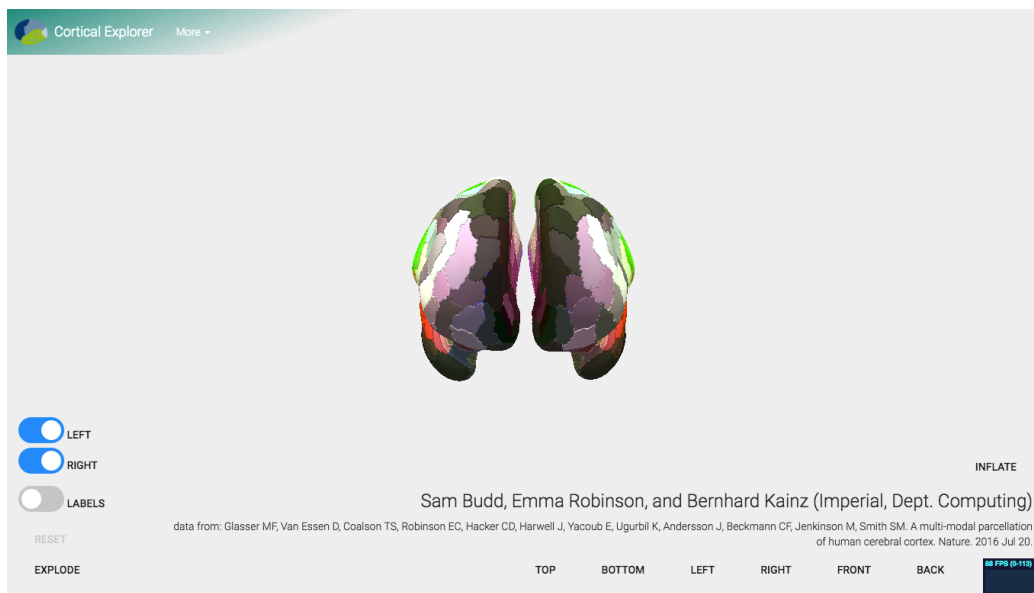 Cortical Explorer More
LEFT
RIGHT
INFLATE
LABELS
Sam Budd, Emma Robinson, and Bernhard Kainz (Imperial, Dept. Computing)
data from: Glasser MF, Van Essen D, Coalson TS, Robinson EC, Hacker CD, Harwell J, Yacoub E, Ugurbil K, Andersson J, Beckmann CF, Jenkinson M, Smith SM. A multi-modal parcellation
of human cerebral cortex. Nature. 2016 Jul 20.
RESET
EXPLODE TOP BOTTOM LEFT RIGHT FRONT BACK
88 FPS (0-113)